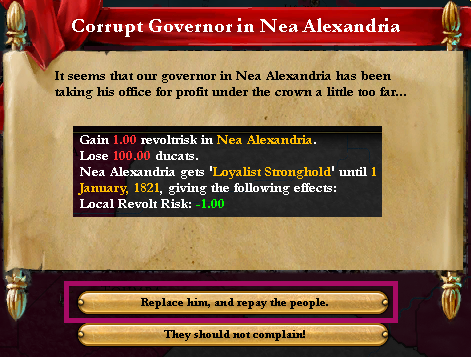 Corrupt Governor in Nea Alexandria
It seems that our governor in Nea Alexandria has been
taking his office for profit under the crown a little too far...
Gain 1.00 revoltrisk in Nea Alexandria.
Lose 100.00 ducats.
Nea Alexandria gets 'Loyalist Stronghold' until 1
January, 1821, giving the following effects:
Local Revolt Risk: -1.00
Replace him, and repay the people.
They should not complain!